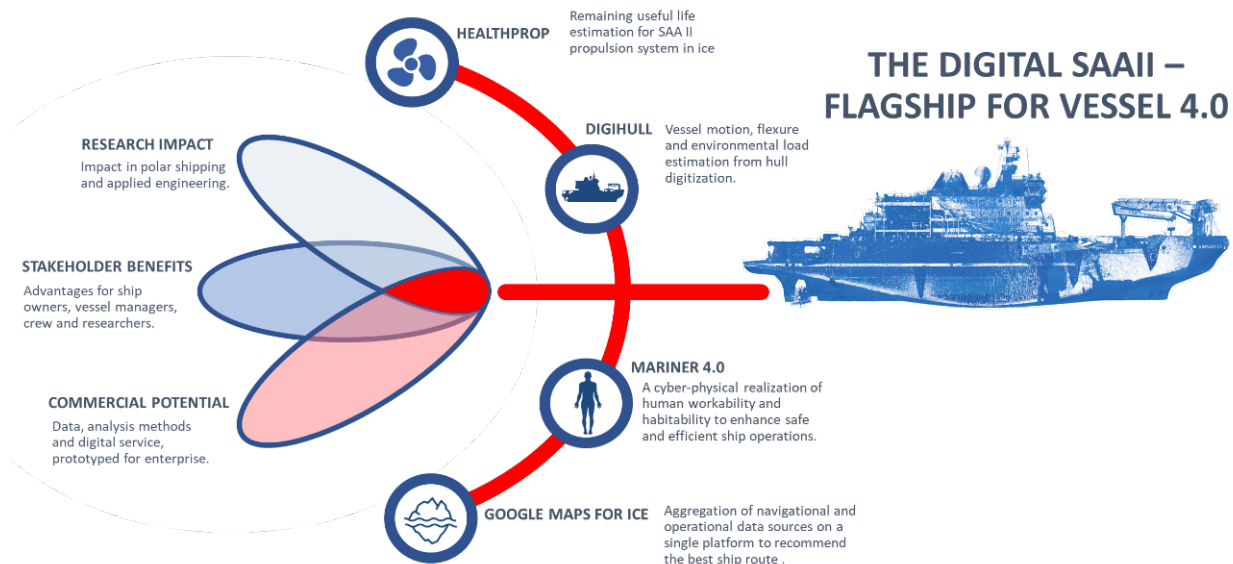 HEALTHPROP
Remaining useful life
estimation for SAA II
propulsion system in ice
THE DIGITAL SAAII –
FLAGSHIP FOR VESSEL 4.0
DIGIHULL
Vessel motion, flexure
and environmental load
estimation from hull
digitization.
RESEARCH IMPACT
Impact in polar shipping
and applied engineering.
STAKEHOLDER BENEFITS
Advantages for ship
owners, vessel managers,
crew and researchers.
COMMERCIAL POTENTIAL
Data, analysis methods
and digital service,
prototyped for enterprise.
MARINER 4.0
A cyber-physical realization of
human workability and
habitability to enhance safe
and efficient ship operations.
GOOGLE MAPS FOR ICE
Aggregation of navigational and
operational data sources on a
single platform to recommend
the best ship route .